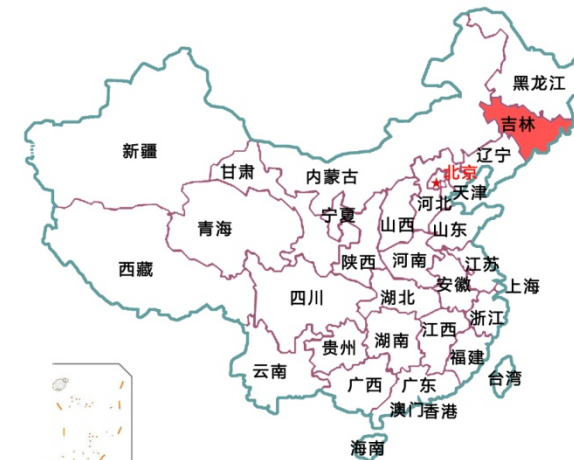 黑龙江
吉林
辽宁
新疆
甘肃
内蒙古
北京
天津
河北
宁夏
山西
山东
青海
陕西
河南
江苏
西藏
安徽
上海
四川
湖北
浙江
江西
湖南
贵州
福建
云南
台湾
广西
广东
澳门
香港
海南